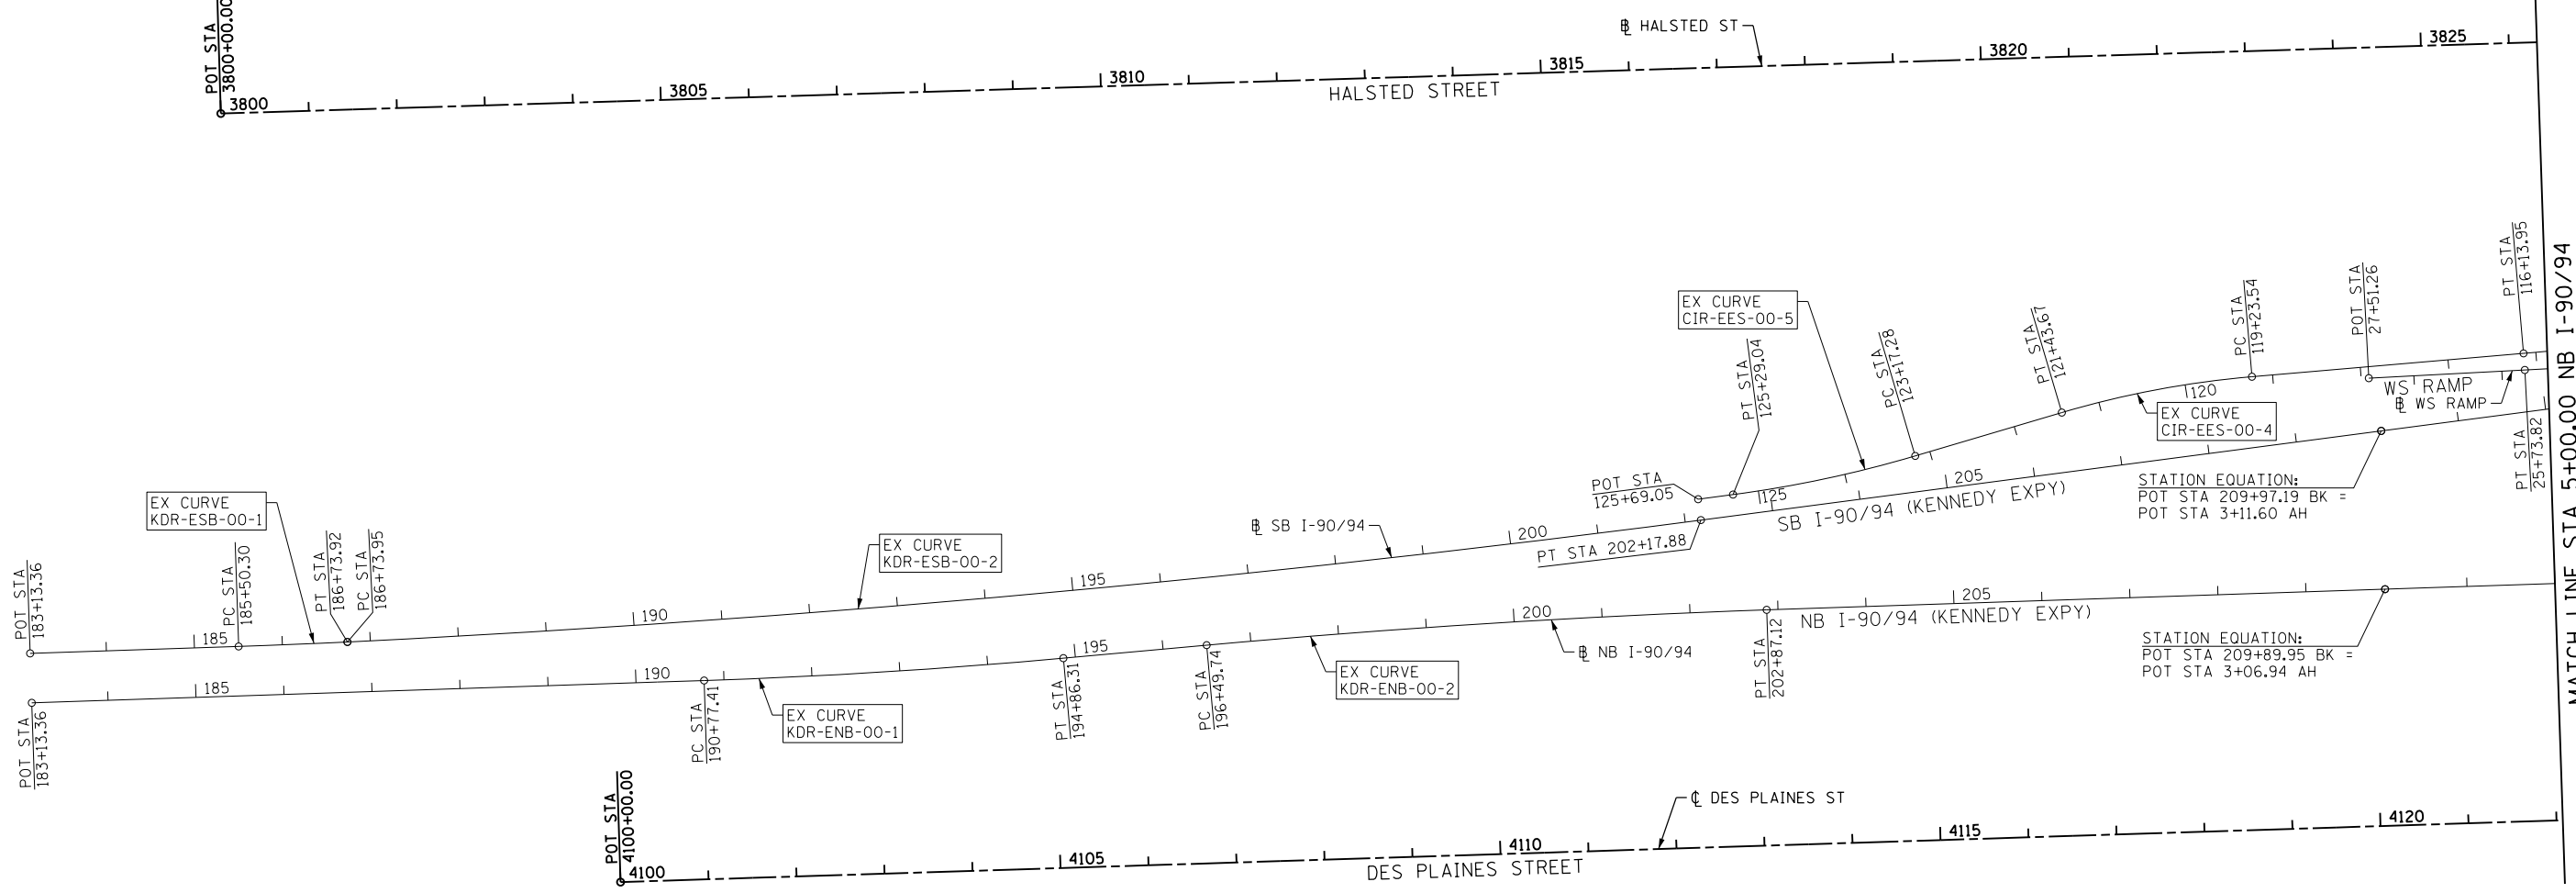 POT STA
3800+00.00
3800
3805
3810
3815
3820
3825
℄ HALSTED ST
HALSTED STREET
POT STA
183+13.36
EX CURVE
KDR-ESB-00-1
185
PC STA
185+50.30
PT STA
186+73.92
PC STA
186+73.95
190
EX CURVE
KDR-ESB-00-2
195
℄ SB I-90/94
200
PT STA 202+17.88
205
SB I-90/94 (KENNEDY EXPY)
STATION EQUATION:
POT STA 209+97.19 BK =
POT STA 3+11.60 AH
POT STA
125+69.05
PT STA
125+29.04
125
EX CURVE
CIR-EES-00-5
PC STA
123+17.28
PT STA
121+43.67
120
EX CURVE
CIR-EES-00-4
PC STA
119+23.54
POT STA
27+51.26
WS RAMP
℄ WS RAMP
PT STA
116+13.95
PT STA
25+73.82
POT STA
183+13.36
185
190
PC STA
190+77.41
EX CURVE
KDR-ENB-00-1
PT STA
194+86.31
195
PC STA
196+49.74
EX CURVE
KDR-ENB-00-2
200
℄ NB I-90/94
PT STA
202+87.12
205
NB I-90/94 (KENNEDY EXPY)
STATION EQUATION:
POT STA 209+89.95 BK =
POT STA 3+06.94 AH
POT STA
4100+00.00
4100
4105
4110
4115
4120
℄ DES PLAINES ST
DES PLAINES STREET
MATCH LINE STA 5+00.00 NB I-90/94